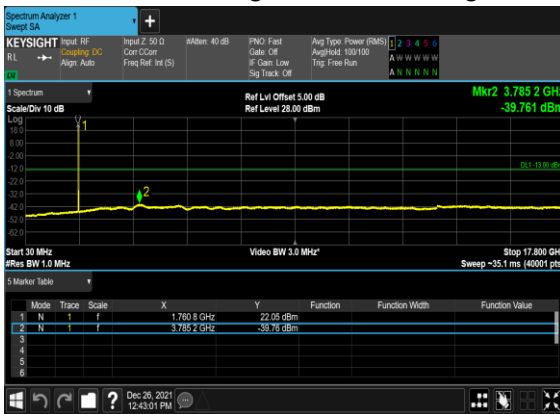 Spectrum Analyzer 1
Swept SA
KEYSIGHT Input: RF Input Z: 50 Ω #Atten: 40 dB PNO: Fast Avg Type: Power (RMS) 1 2 3 4 5 6
RL Coupling: DC Corr CCorr Gate: Off Avg|Hold: 100/100 A W W W W W
Align: Auto Freq Ref: Int (S) IF Gain: Low Trig: Free Run
Sig Track: Off A N N N N N
1 Spectrum Ref Lvl Offset 5.00 dB Mkr2 3.785 2 GHz
Scale/Div 10 dB Ref Level 28.00 dBm -39.761 dBm
Log
18.0
8.00
-2.00
-12.0
-22.0
-32.0
-42.0
-52.0
-62.0
1
2
DL1 -13.00 dBm
Start 30 MHz Video BW 3.0 MHz* Stop 17.800 GHz
#Res BW 1.0 MHz Sweep ~35.1 ms (40001 pts)
5 Marker Table
Mode Trace Scale X Y Function Function Width Function Value
1 N 1 f 1.760 8 GHz 22.05 dBm
2 N 1 f 3.785 2 GHz -39.76 dBm
3
4
5
6
? Dec 26, 2021
12:43:01 PM